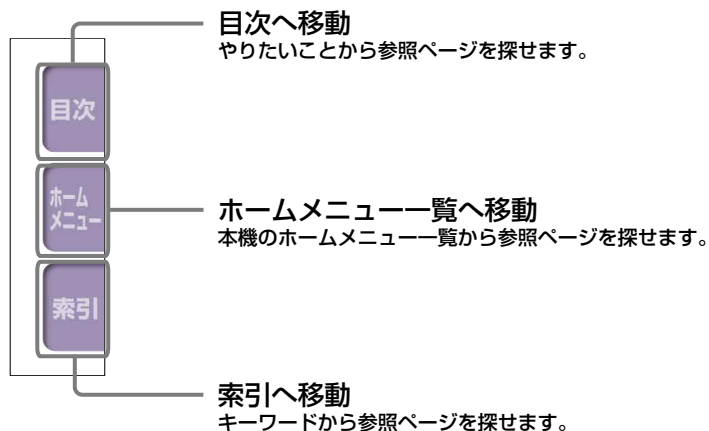 目次へ移動
やりたいことから参照ページを探せます。
目次
ホーム
メニュー
ホームメニュー一覧へ移動
本機のホームメニュー一覧から参照ページを探せます。
索引
索引へ移動
キーワードから参照ページを探せます。